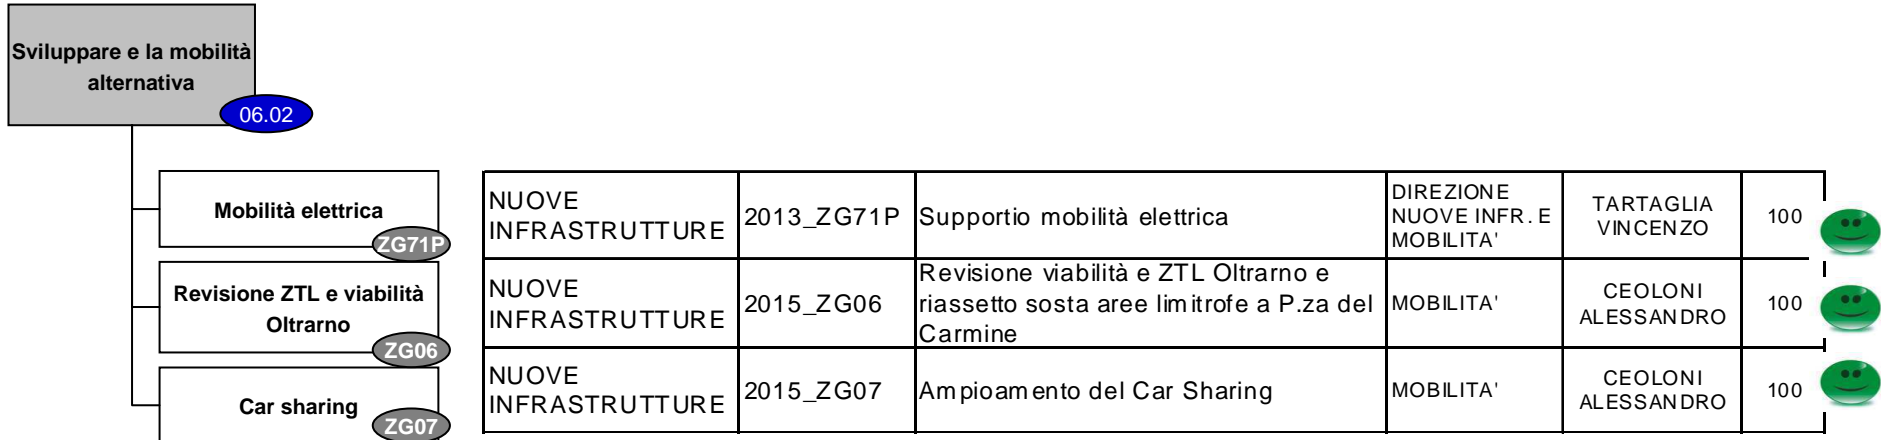 Sviluppare e la mobilità
alternativa
06.02
Mobilità elettrica
ZG71P
NUOVE
INFRASTRUTTURE
2013_ZG71P
Supportio mobilità elettrica
DIREZIONE
NUOVE INFR. E
MOBILITA'
TARTAGLIA
VINCENZO
100
Revisione ZTL e viabilità
Oltrarno
ZG06
NUOVE
INFRASTRUTTURE
2015_ZG06
Revisione viabilità e ZTL Oltrarno e
riassetto sosta aree limitrofe a P.za del
Carmine
MOBILITA'
CEOLONI
ALESSANDRO
100
Car sharing
ZG07
NUOVE
INFRASTRUTTURE
2015_ZG07
Ampioamento del Car Sharing
MOBILITA'
CEOLONI
ALESSANDRO
100